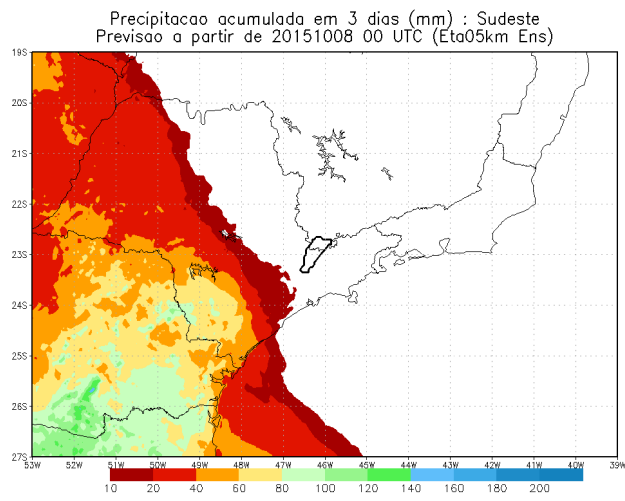 Precipitacao acumulada em 3 dias (mm) : Sudeste
Previsao a partir de 20151008 00 UTC (Eta05km Ens)
19S
20S
21S
22S
23S
24S
25S
26S
27S
53W 52W 51W 50W 49W 48W 47W 46W 45W 44W 43W 42W 41W 40W 39W
10 20 40 60 80 100 120 140 160 180 200